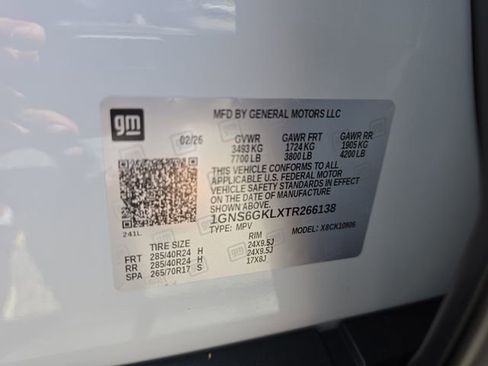 gm
MFD BY GENERAL MOTORS LLC
02/26 GVWR GAWR FRT GAWR RR
3493 KG 1724 KG 1905 KG
7700 LB 3800 LB 4200 LB
THIS VEHICLE CONFORMS TO ALL
APPLICABLE U.S. FEDERAL MOTOR
VEHICLE SAFETY STANDARDS IN EFFECT
ON THE DATE OF MANUFACTURE
SHOWN ABOVE.
1GNS6GKLXTR266138
TYPE: MPV MODEL: X8CK10906
241L
TIRE SIZE RIM
FRT 285/40R24 H 24X9.5J
RR 285/40R24 H 24X9.5J
SPA 265/70R17 S 17X8J